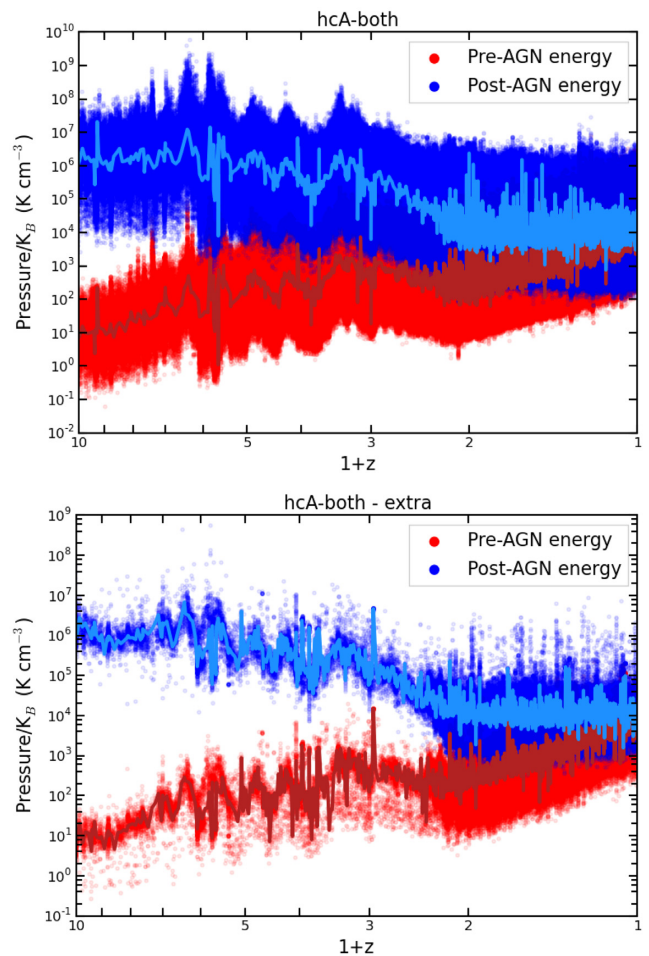 hcA-both
10^10
10^9
10^8
10^7
10^6
10^5
10^4
10^3
10^2
10^1
10^0
10^-1
10^-2
Pressure/K_B (K cm^-3)
Pre-AGN energy
Post-AGN energy
10 5 3 2 1
1+z
hcA-both - extra
10^9
10^8
10^7
10^6
10^5
10^4
10^3
10^2
10^1
10^0
10^-1
Pressure/K_B (K cm^-3)
Pre-AGN energy
Post-AGN energy
10 5 3 2 1
1+z